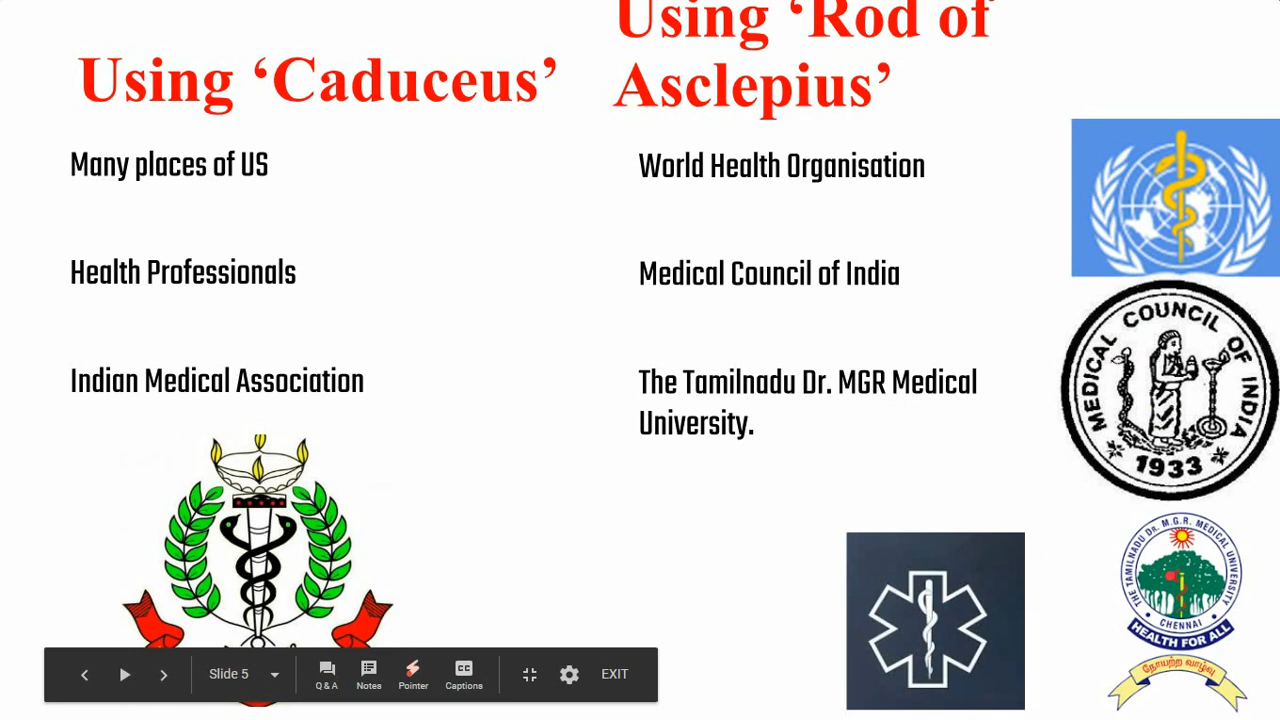 Using ‘Caduceus’
Many places of US
Health Professionals
Indian Medical Association
Using ‘Rod of
Asclepius’
World Health Organisation
Medical Council of India
The Tamilnadu Dr. MGR Medical
University.
MEDICAL COUNCIL OF INDIA
1933
THE TAMILNADU Dr. M.G.R. MEDICAL UNIVERSITY
CHENNAI
HEALTH FOR ALL
நோயற்ற வாழ்வு
Slide 5
Q & A
Notes
Pointer
CC
Captions
EXIT